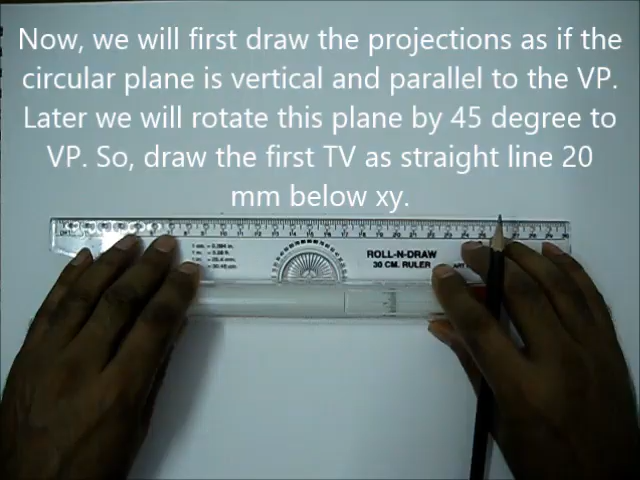 Now, we will first draw the projections as if the
circular plane is vertical and parallel to the VP.
Later we will rotate this plane by 45 degree to
VP. So, draw the first TV as straight line 20
mm below xy.
ROLL-N-DRAW
30 CM. RULER